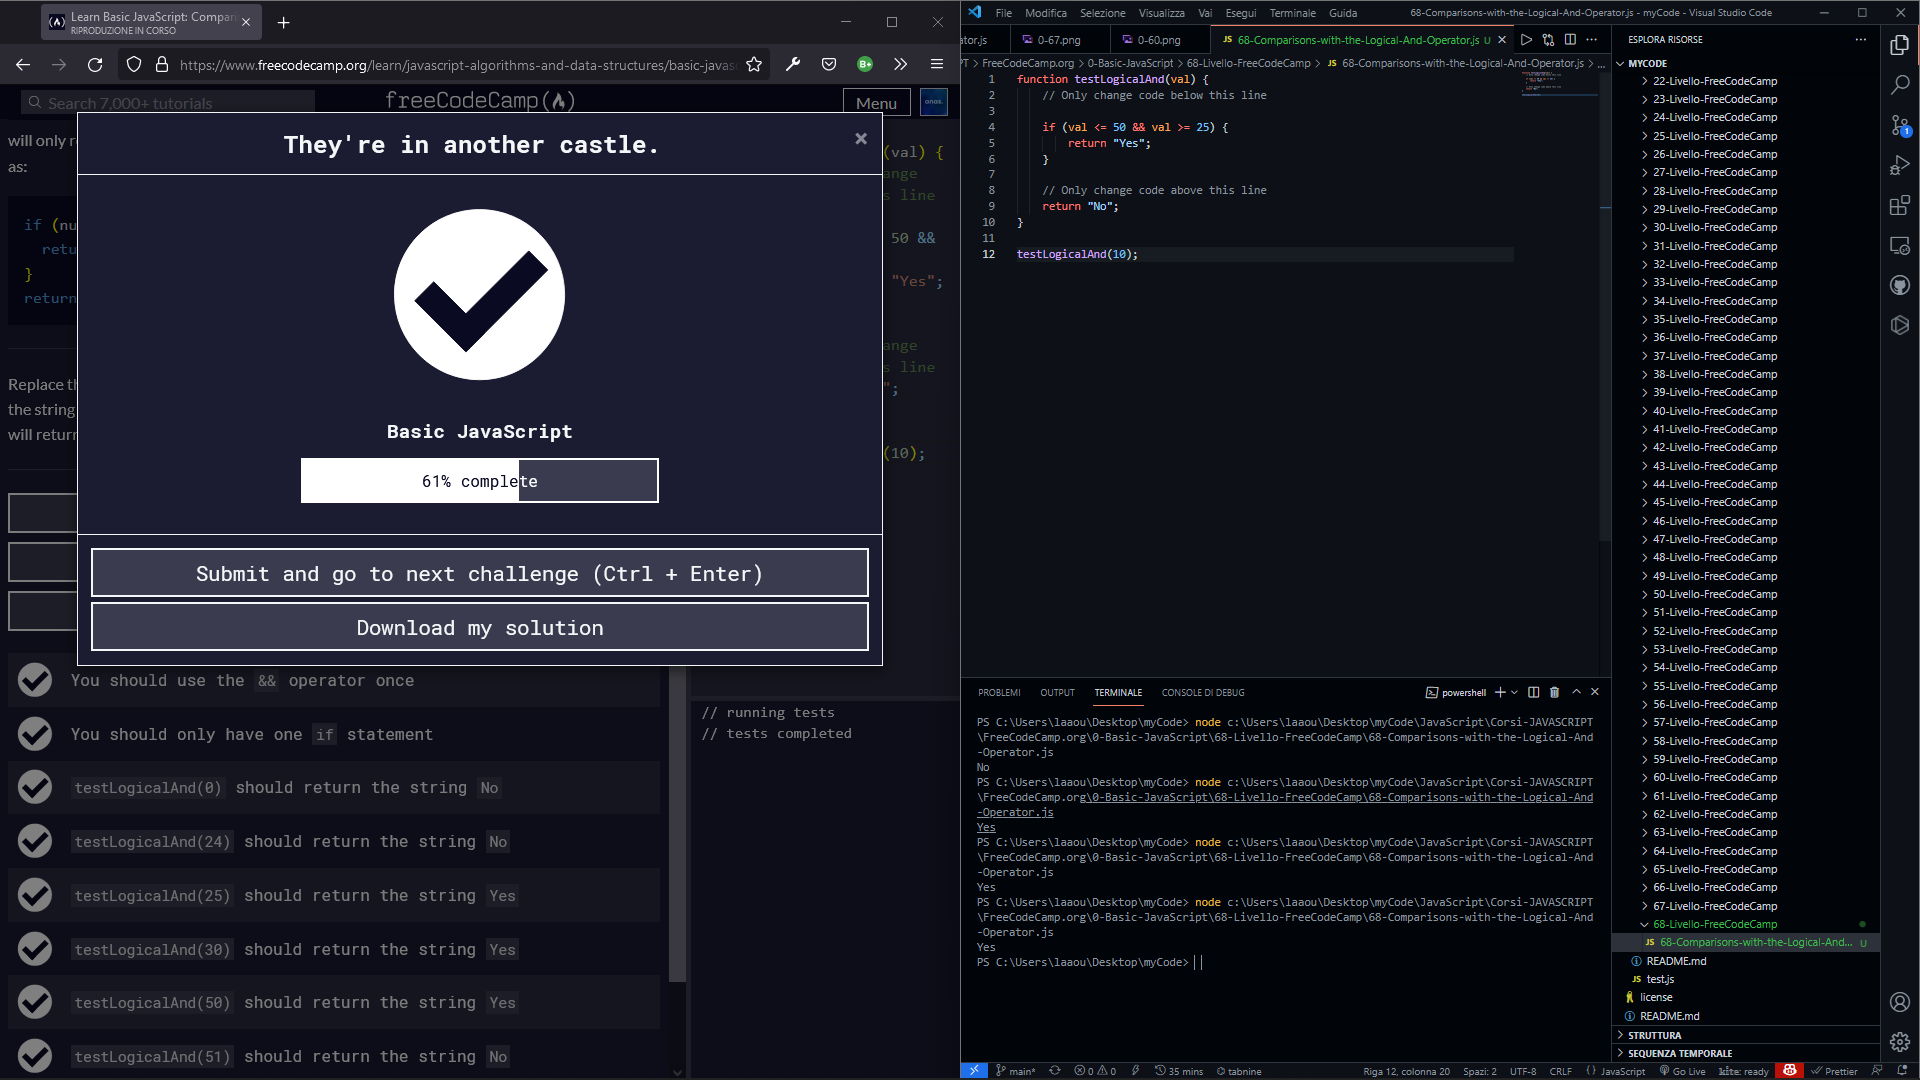 Learn Basic JavaScript: Compar
RIPRODUZIONE IN CORSO
https://www.freecodecamp.org/learn/javascript-algorithms-and-data-structures/basic-javas
Search 7,000+ tutorials
freeCodeCamp
Menu
will only r
as:
if (nu
retu
}
return
Replace th
the string
will return
(val) {
ange
s line
50 &&
"Yes";
ange
s line
";
(10);
They're in another castle.
Basic JavaScript
61% complete
Submit and go to next challenge (Ctrl + Enter)
Download my solution
You should use the && operator once
You should only have one if statement
testLogicalAnd(0) should return the string No
testLogicalAnd(24) should return the string No
testLogicalAnd(25) should return the string Yes
testLogicalAnd(30) should return the string Yes
testLogicalAnd(50) should return the string Yes
testLogicalAnd(51) should return the string No
// running tests
// tests completed
File Modifica Selezione Visualizza Vai Esegui Terminale Guida
68-Comparisons-with-the-Logical-And-Operator.js - myCode - Visual Studio Code
ator.js
0-67.png
0-60.png
JS 68-Comparisons-with-the-Logical-And-Operator.js U
PT > FreeCodeCamp.org > 0-Basic-JavaScript > 68-Livello-FreeCodeCamp > JS 68-Comparisons-with-the-Logical-And-Operator.js > ...
1 function testLogicalAnd(val) {
2 // Only change code below this line
3
4 if (val <= 50 && val >= 25) {
5 return "Yes";
6 }
7
8 // Only change code above this line
9 return "No";
10 }
11
12 testLogicalAnd(10);
PROBLEMI OUTPUT TERMINALE CONSOLE DI DEBUG
powershell
PS C:\Users\laaou\Desktop\myCode> node c:\Users\laaou\Desktop\myCode\JavaScript\Corsi-JAVASCRIPT
\FreeCodeCamp.org\0-Basic-JavaScript\68-Livello-FreeCodeCamp\68-Comparisons-with-the-Logical-And
-Operator.js
No
PS C:\Users\laaou\Desktop\myCode> node c:\Users\laaou\Desktop\myCode\JavaScript\Corsi-JAVASCRIPT
\FreeCodeCamp.org\0-Basic-JavaScript\68-Livello-FreeCodeCamp\68-Comparisons-with-the-Logical-And
-Operator.js
Yes
PS C:\Users\laaou\Desktop\myCode> node c:\Users\laaou\Desktop\myCode\JavaScript\Corsi-JAVASCRIPT
\FreeCodeCamp.org\0-Basic-JavaScript\68-Livello-FreeCodeCamp\68-Comparisons-with-the-Logical-And
-Operator.js
Yes
PS C:\Users\laaou\Desktop\myCode> node c:\Users\laaou\Desktop\myCode\JavaScript\Corsi-JAVASCRIPT
\FreeCodeCamp.org\0-Basic-JavaScript\68-Livello-FreeCodeCamp\68-Comparisons-with-the-Logical-And
-Operator.js
Yes
PS C:\Users\laaou\Desktop\myCode>
ESPLORA RISORSE
MYCODE
22-Livello-FreeCodeCamp
23-Livello-FreeCodeCamp
24-Livello-FreeCodeCamp
25-Livello-FreeCodeCamp
26-Livello-FreeCodeCamp
27-Livello-FreeCodeCamp
28-Livello-FreeCodeCamp
29-Livello-FreeCodeCamp
30-Livello-FreeCodeCamp
31-Livello-FreeCodeCamp
32-Livello-FreeCodeCamp
33-Livello-FreeCodeCamp
34-Livello-FreeCodeCamp
35-Livello-FreeCodeCamp
36-Livello-FreeCodeCamp
37-Livello-FreeCodeCamp
38-Livello-FreeCodeCamp
39-Livello-FreeCodeCamp
40-Livello-FreeCodeCamp
41-Livello-FreeCodeCamp
42-Livello-FreeCodeCamp
43-Livello-FreeCodeCamp
44-Livello-FreeCodeCamp
45-Livello-FreeCodeCamp
46-Livello-FreeCodeCamp
47-Livello-FreeCodeCamp
48-Livello-FreeCodeCamp
49-Livello-FreeCodeCamp
50-Livello-FreeCodeCamp
51-Livello-FreeCodeCamp
52-Livello-FreeCodeCamp
53-Livello-FreeCodeCamp
54-Livello-FreeCodeCamp
55-Livello-FreeCodeCamp
56-Livello-FreeCodeCamp
57-Livello-FreeCodeCamp
58-Livello-FreeCodeCamp
59-Livello-FreeCodeCamp
60-Livello-FreeCodeCamp
61-Livello-FreeCodeCamp
62-Livello-FreeCodeCamp
63-Livello-FreeCodeCamp
64-Livello-FreeCodeCamp
65-Livello-FreeCodeCamp
66-Livello-FreeCodeCamp
67-Livello-FreeCodeCamp
68-Livello-FreeCodeCamp
JS 68-Comparisons-with-the-Logical-And... U
README.md
JS test.js
license
README.md
STRUTTURA
SEQUENZA TEMPORALE
1
main* 0 0 35 mins tabnine
Riga 12, colonna 20 Spazi: 2 UTF-8 CRLF JavaScript Go Live kite: ready Prettier